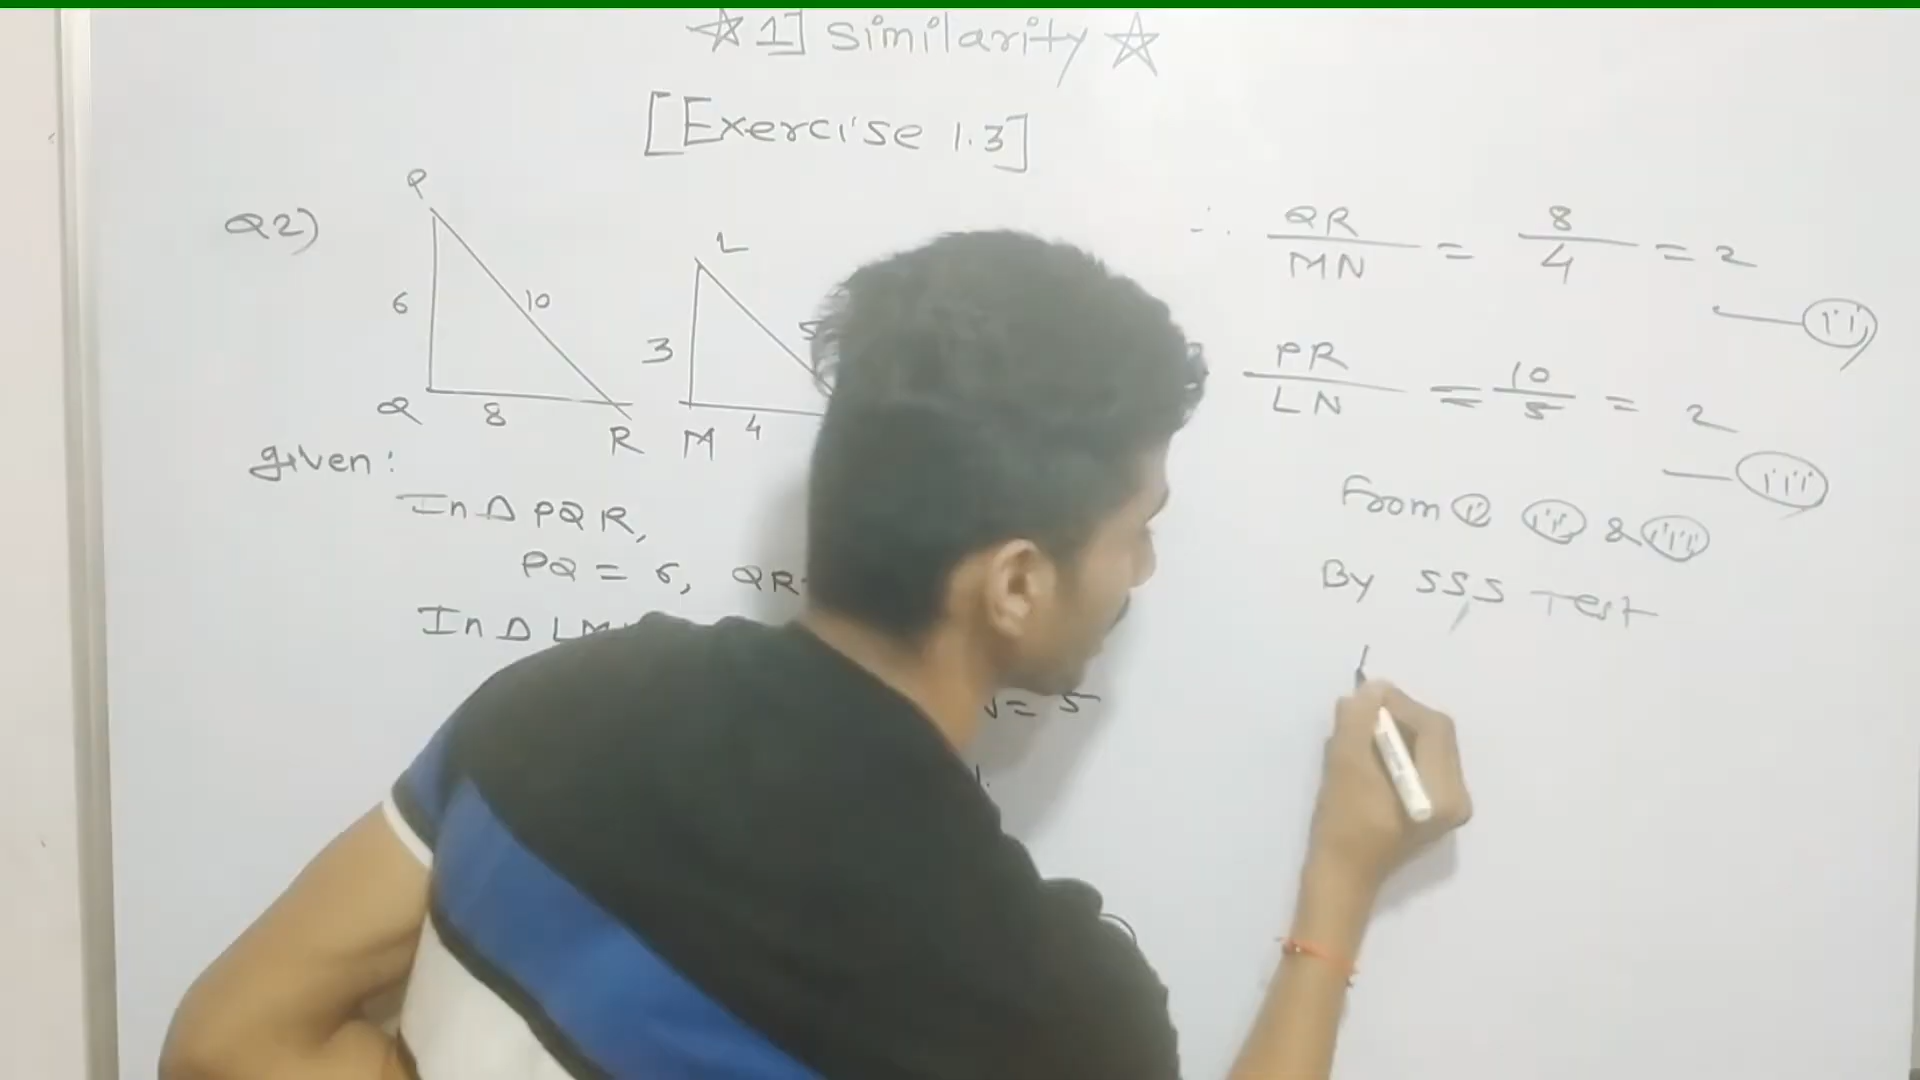 ☆ 1] Similarity ☆
[Exercise 1.3]
Q2)
P
6
10
Q
8
R
L
3
5
M
4
given:
In Δ PQR,
PQ = 6, QR
In Δ LM
= 5
∴ QR/MN = 8/4 = 2
— (ii)
PR/LN = 10/5 = 2
— (iii)
From (i) (ii) & (iii)
By SSS Test